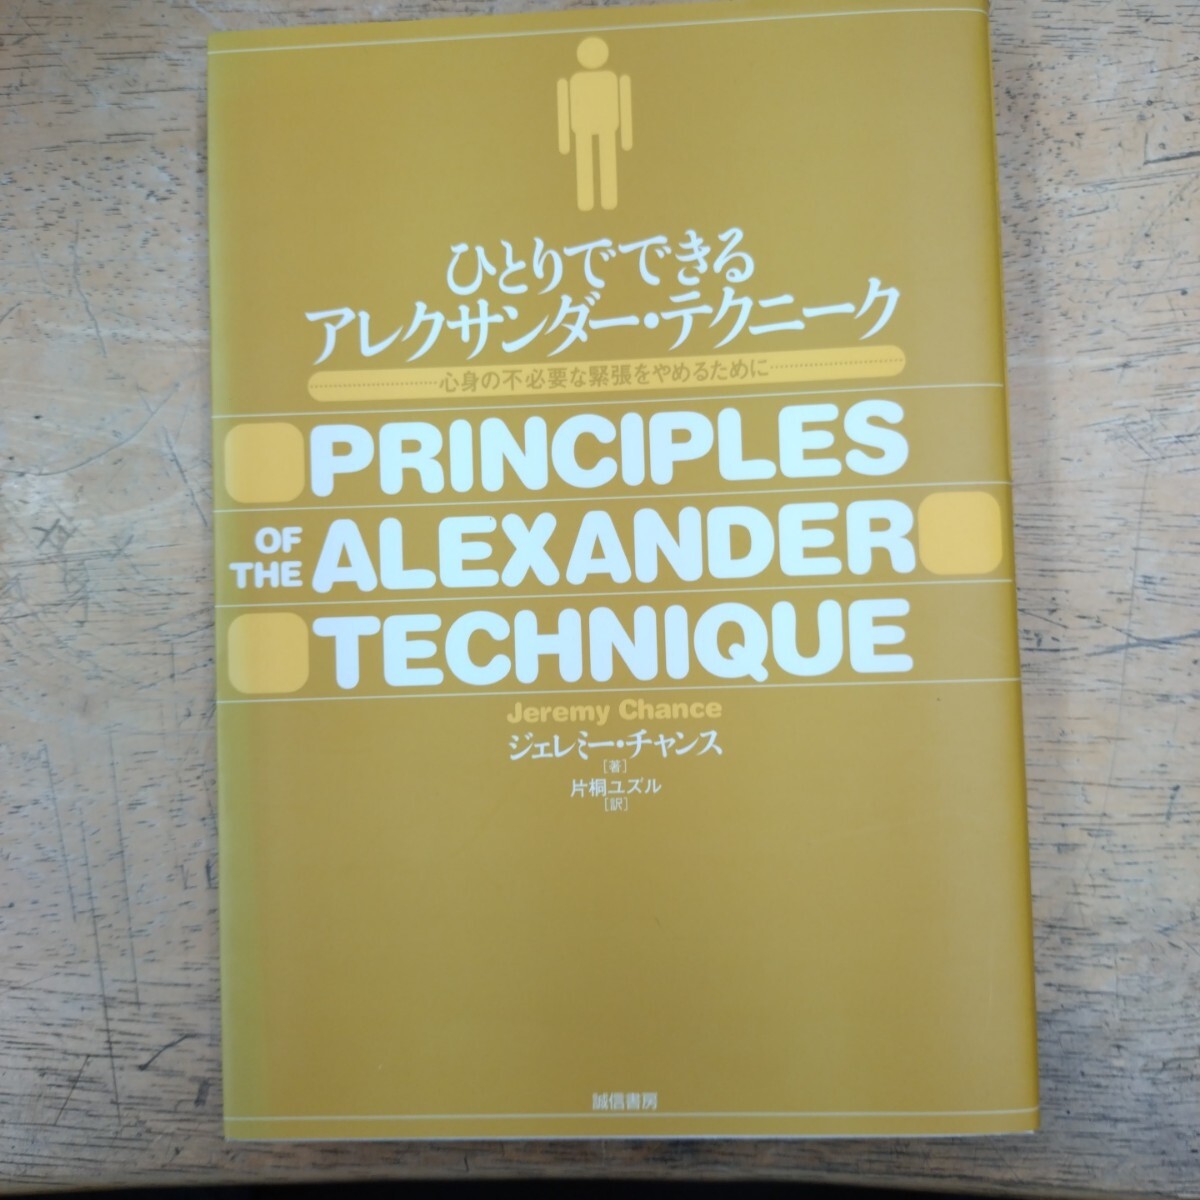 ひとりでできる
アレクサンダー・テクニーク
心身の不必要な緊張をやめるために
PRINCIPLES
OF THE ALEXANDER
TECHNIQUE
Jeremy Chance
ジェレミー・チャンス
[著]
片桐ユズル
[訳]
誠信書房